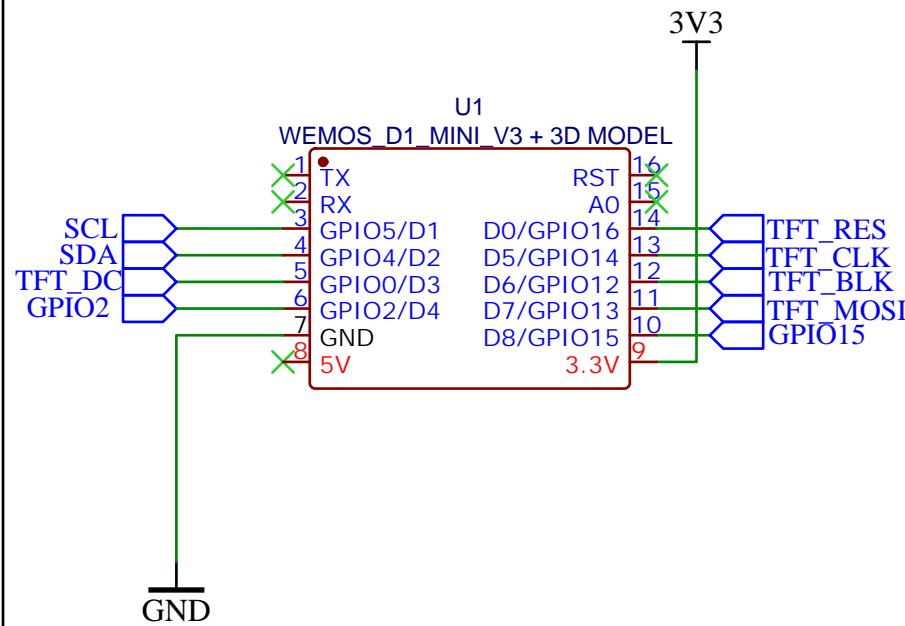 3V3
U1
WEMOS_D1_MINI_V3 + 3D MODEL
1 TX RST 16
2 RX A0 15
SCL 3 GPIO5/D1 D0/GPIO16 14 TFT_RES
SDA 4 GPIO4/D2 D5/GPIO14 13 TFT_CLK
TFT_DC 5 GPIO0/D3 D6/GPIO12 12 TFT_BLK
GPIO2 6 GPIO2/D4 D7/GPIO13 11 TFT_MOSI
7 GND D8/GPIO15 10 GPIO15
8 5V 3.3V 9
GND